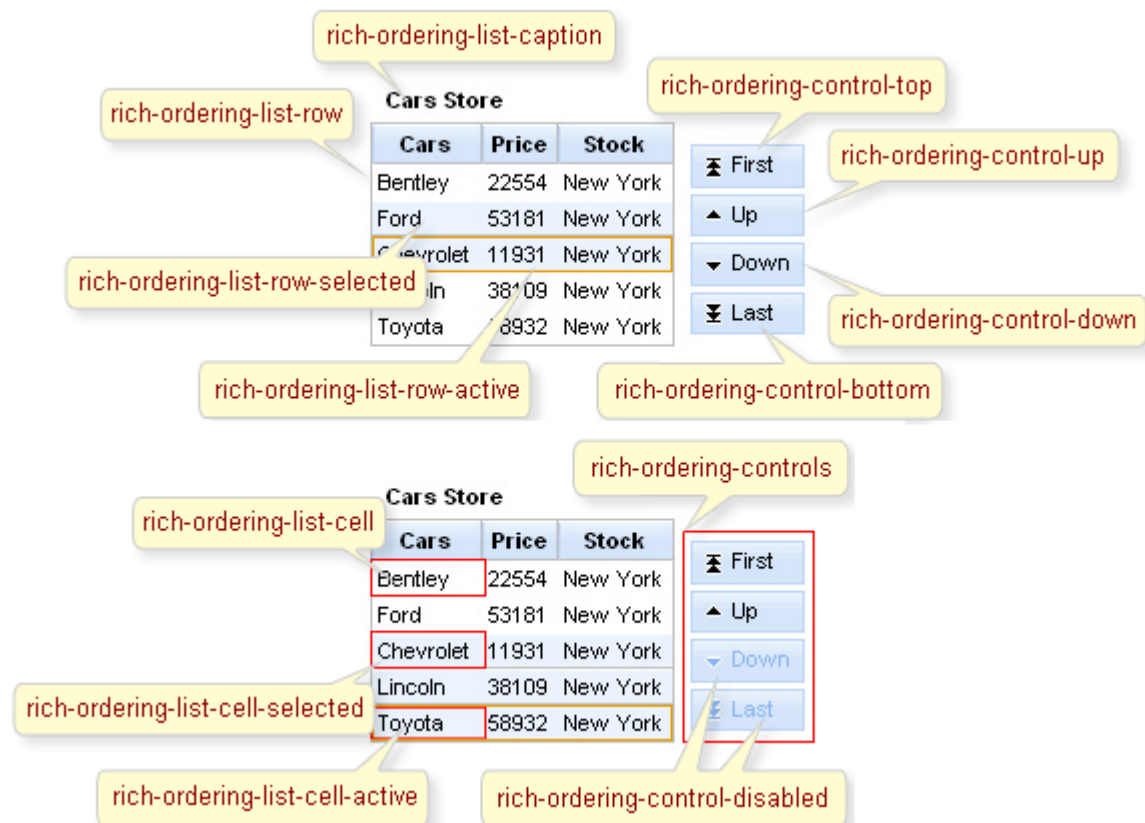 rich-ordering-list-caption
Cars Store
rich-ordering-control-top
rich-ordering-list-row
Cars Price Stock
First
rich-ordering-control-up
Bentley 22554 New York
Up
Ford 53181 New York
Chevrolet 11931 New York
Down
rich-ordering-list-row-selected
ln 38109 New York
Last
rich-ordering-control-down
Toyota 8932 New York
rich-ordering-list-row-active
rich-ordering-control-bottom
rich-ordering-controls
Cars Store
rich-ordering-list-cell
Cars Price Stock
First
Bentley 22554 New York
Up
Ford 53181 New York
Chevrolet 11931 New York
Down
Lincoln 38109 New York
rich-ordering-list-cell-selected
Last
Toyota 58932 New York
rich-ordering-list-cell-active
rich-ordering-control-disabled